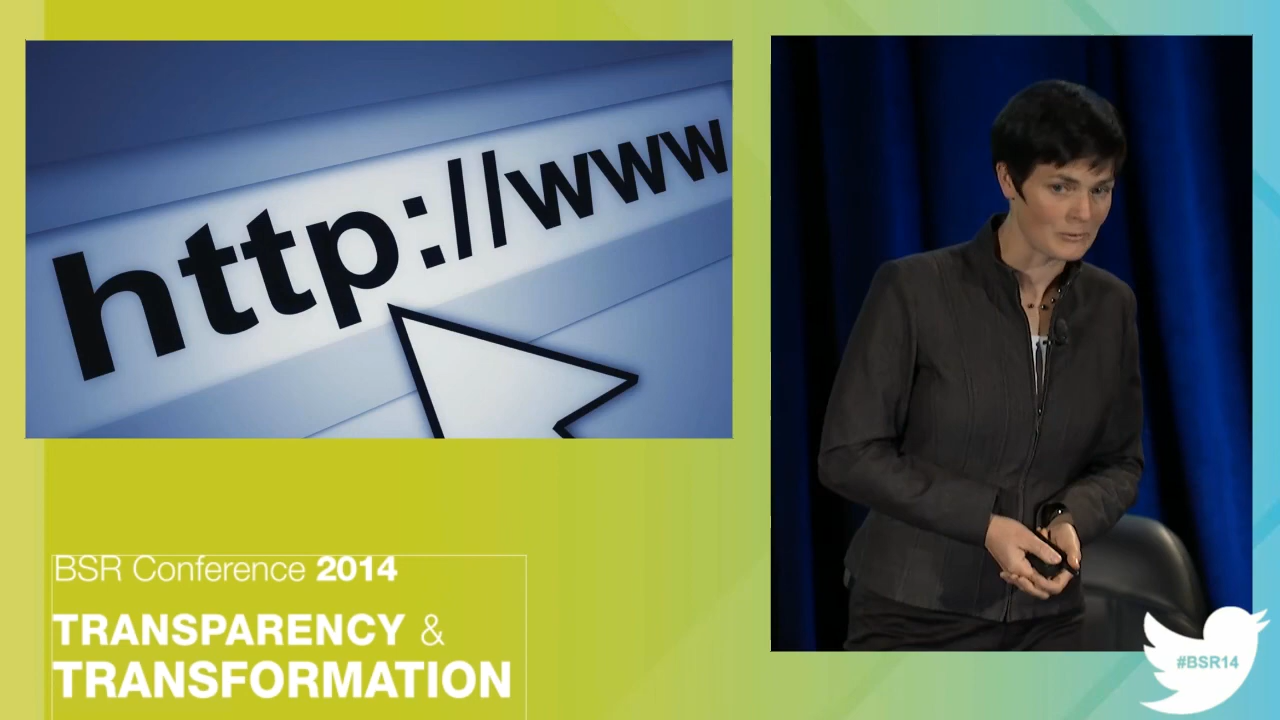 http://www
BSR Conference 2014
TRANSPARENCY &
TRANSFORMATION
#BSR14